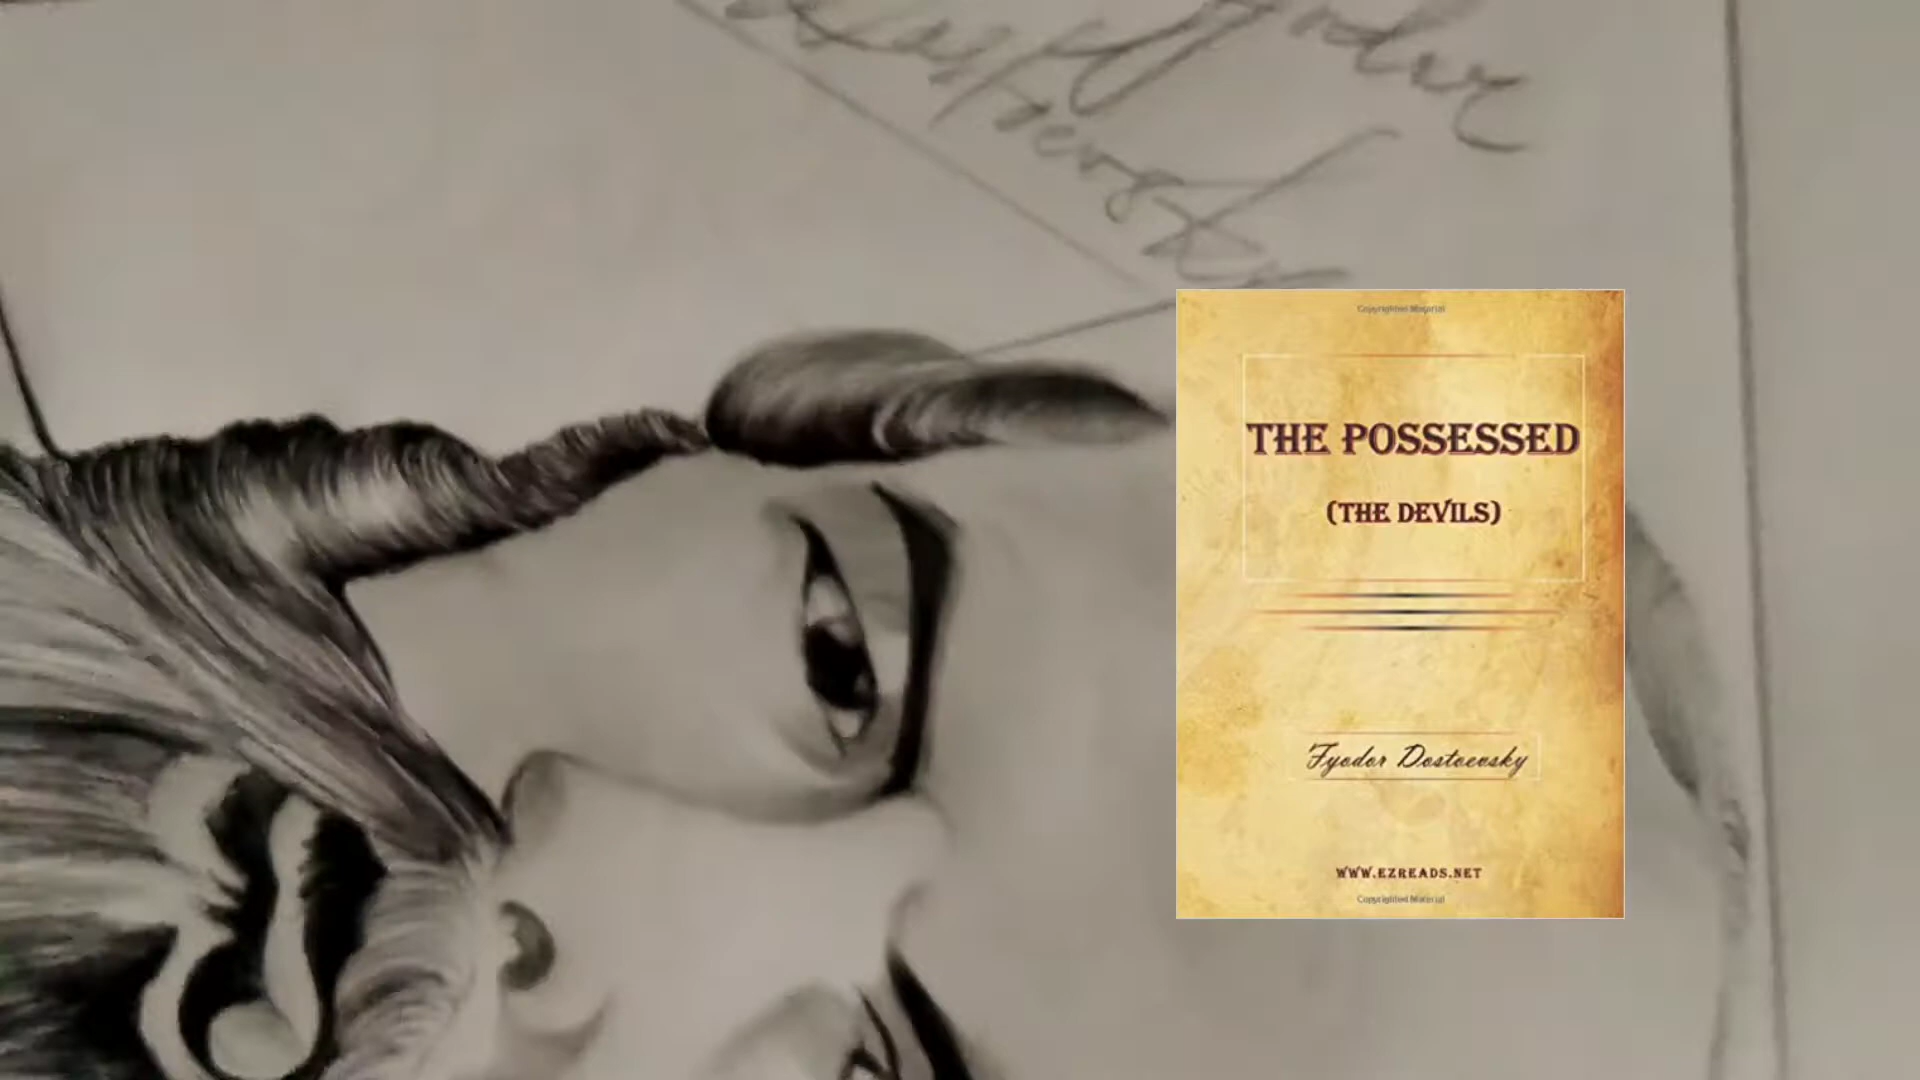 Copyrighted Material
THE POSSESSED
(THE DEVILS)
Fyodor Dostoevsky
WWW.EZREADS.NET
Copyrighted Material